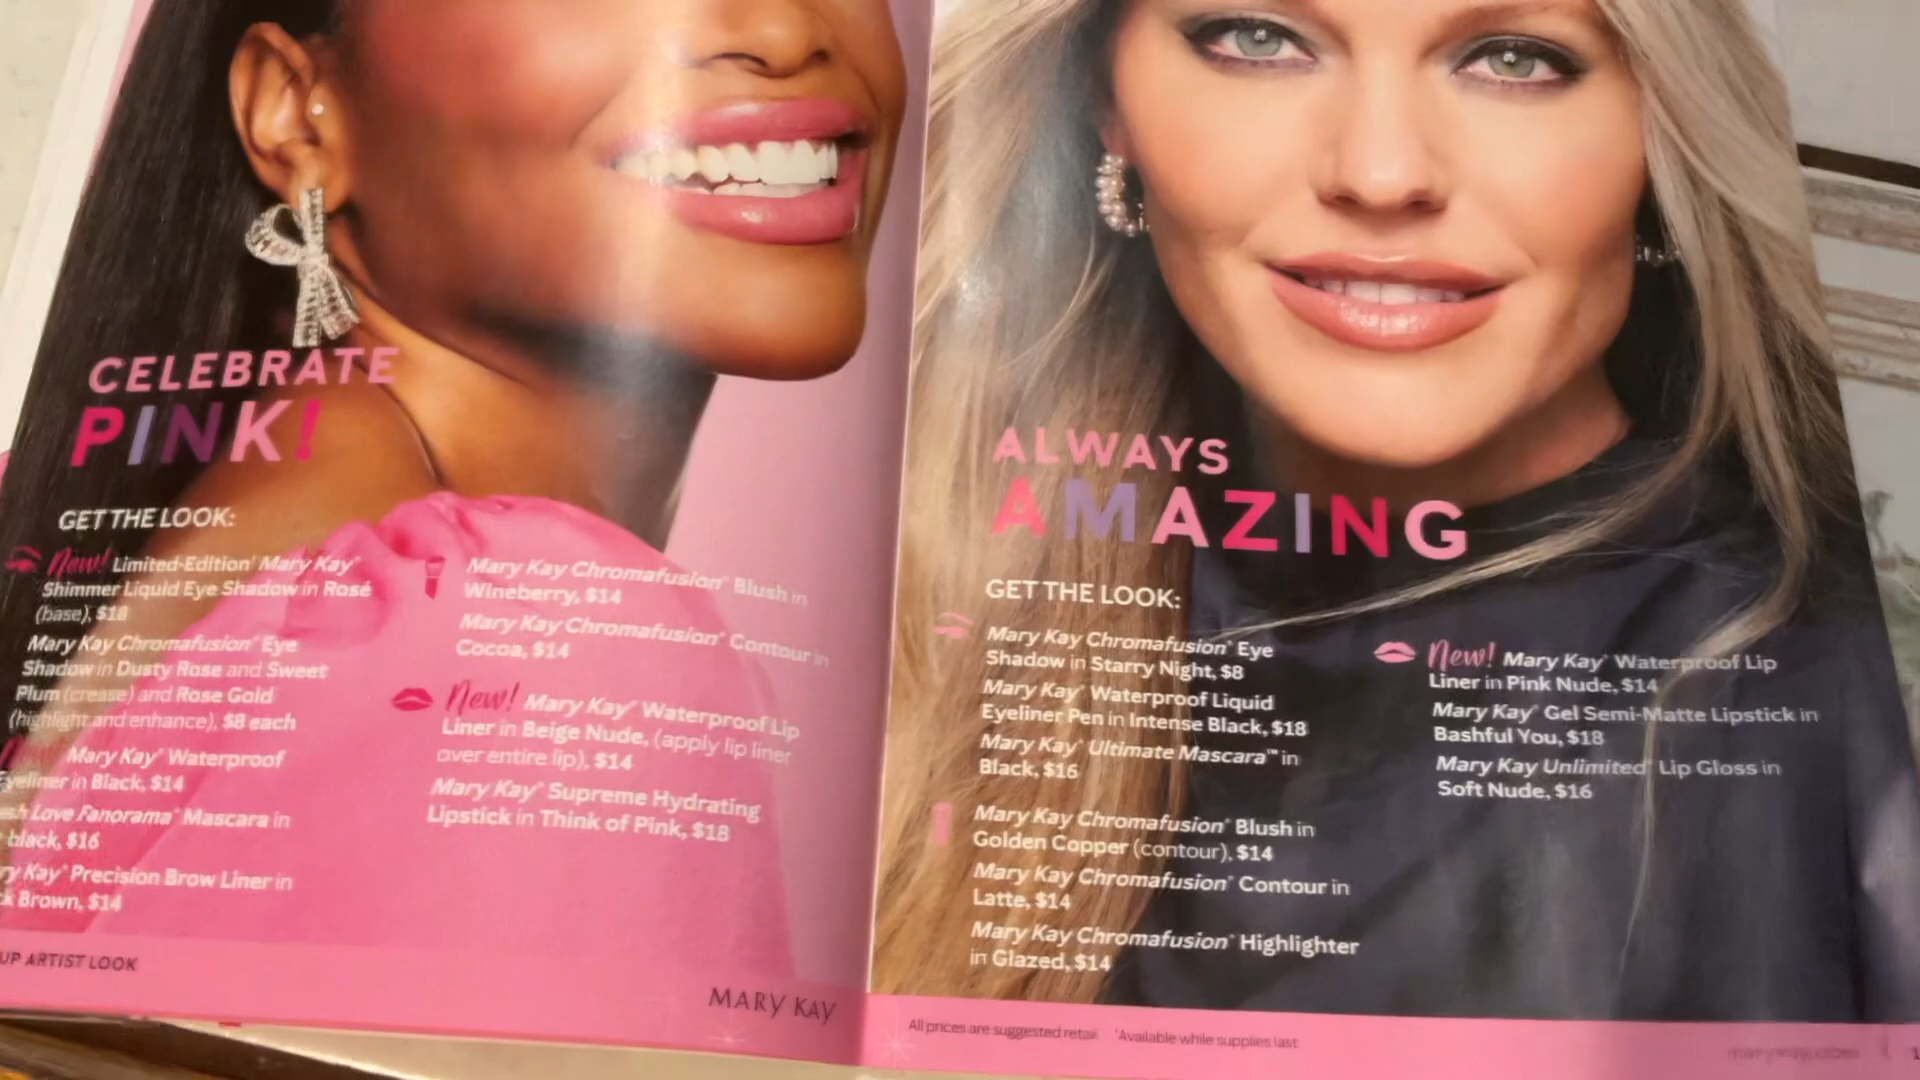 CELEBRATE
PINK!
GET THE LOOK:
New! Limited-Edition† Mary Kay®
Shimmer Liquid Eye Shadow in Rosé
(base), $18
Mary Kay Chromafusion® Eye
Shadow in Dusty Rose and Sweet
Plum (crease) and Rose Gold
(highlight and enhance), $8 each
Mary Kay® Waterproof
Eyeliner in Black, $14
Love Fanorama® Mascara in
black, $16
Kay® Precision Brow Liner in
Brown, $14
Mary Kay Chromafusion® Blush in
Wineberry, $14
Mary Kay Chromafusion® Contour in
Cocoa, $14
New! Mary Kay® Waterproof Lip
Liner in Beige Nude, (apply lip liner
over entire lip), $14
Mary Kay® Supreme Hydrating
Lipstick in Think of Pink, $18
UP ARTIST LOOK
MARY KAY
ALWAYS
AMAZING
GET THE LOOK:
Mary Kay Chromafusion® Eye
Shadow in Starry Night, $8
Mary Kay® Waterproof Liquid
Eyeliner Pen in Intense Black, $18
Mary Kay® Ultimate Mascara™ in
Black, $16
Mary Kay Chromafusion® Blush in
Golden Copper (contour), $14
Mary Kay Chromafusion® Contour in
Latte, $14
Mary Kay Chromafusion® Highlighter
in Glazed, $14
New! Mary Kay® Waterproof Lip
Liner in Pink Nude, $14
Mary Kay® Gel Semi-Matte Lipstick in
Bashful You, $18
Mary Kay Unlimited® Lip Gloss in
Soft Nude, $16
All prices are suggested retail. †Available while supplies last